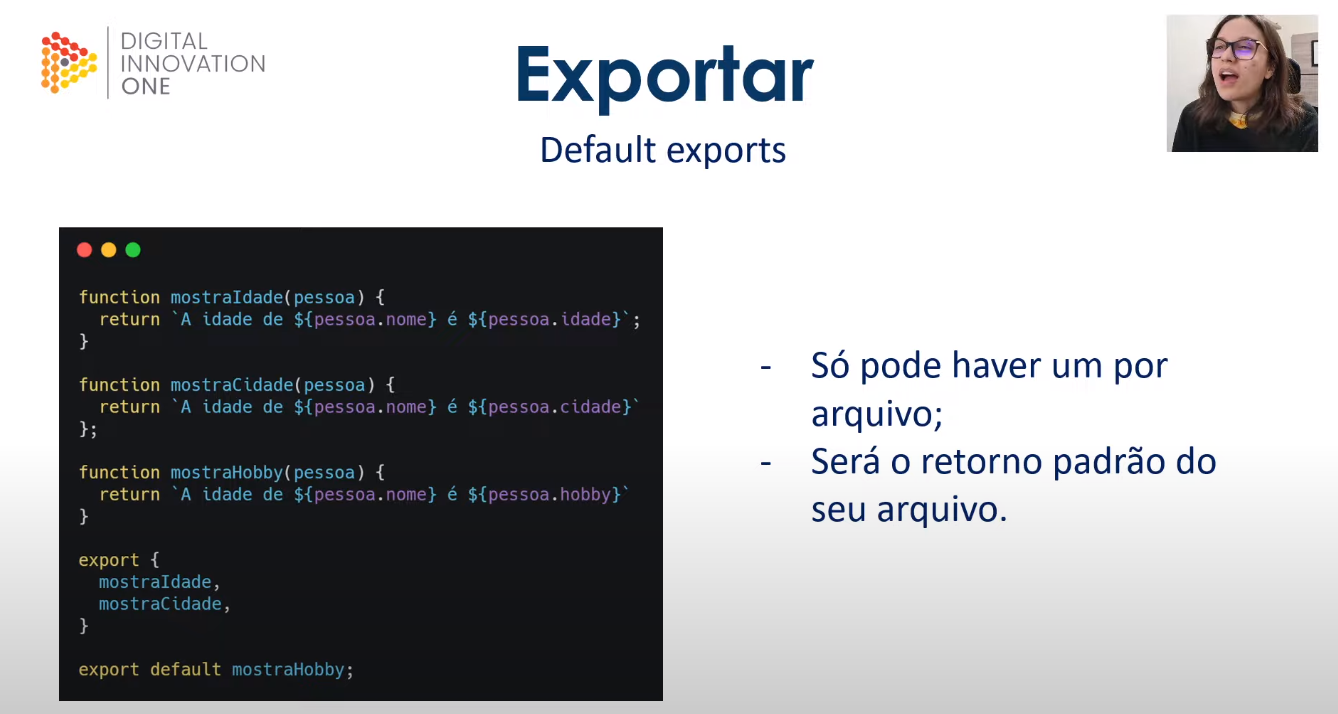 DIGITAL
INNOVATION
ONE
Exportar
Default exports
function mostraIdade(pessoa) {
  return `A idade de ${pessoa.nome} é ${pessoa.idade}`;
}
function mostraCidade(pessoa) {
  return `A idade de ${pessoa.nome} é ${pessoa.cidade}`
};
function mostraHobby(pessoa) {
  return `A idade de ${pessoa.nome} é ${pessoa.hobby}`
}
export {
  mostraIdade,
  mostraCidade,
}
export default mostraHobby;
- Só pode haver um por
arquivo;
- Será o retorno padrão do
seu arquivo.